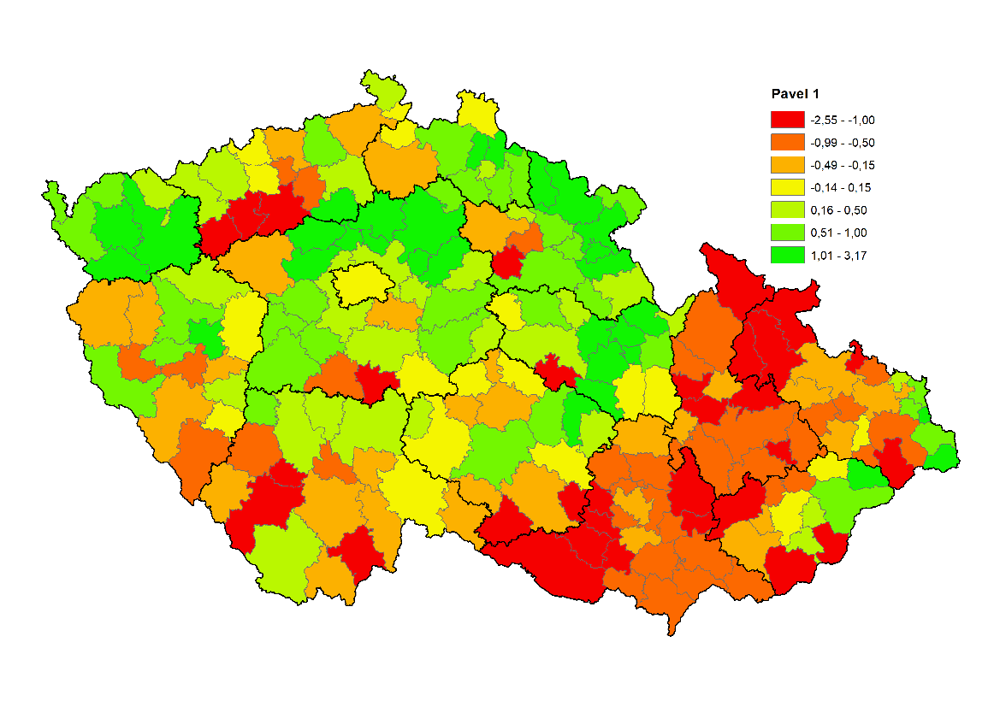 Pavel 1
-2,55 - -1,00
-0,99 - -0,50
-0,49 - -0,15
-0,14 - 0,15
0,16 - 0,50
0,51 - 1,00
1,01 - 3,17